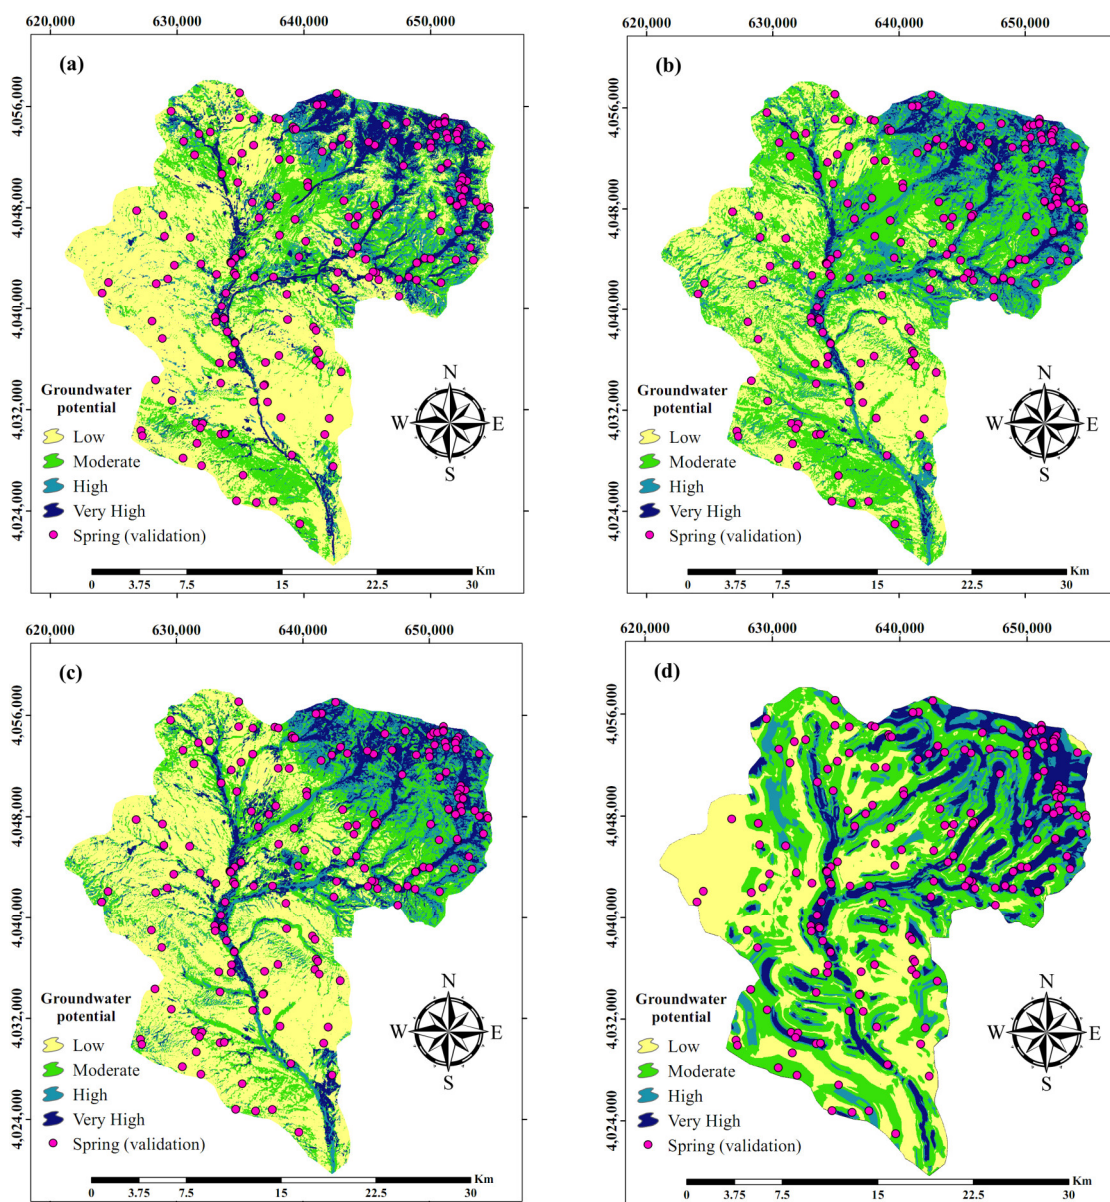 620,000 630,000 640,000 650,000
(a)
4,056,000
4,048,000
4,040,000
4,032,000
4,024,000
Groundwater
potential
Low
Moderate
High
Very High
Spring (validation)
N
W E
S
Km
0 3.75 7.5 15 22.5 30
620,000 630,000 640,000 650,000
(b)
4,056,000
4,048,000
4,040,000
4,032,000
4,024,000
Groundwater
potential
Low
Moderate
High
Very High
Spring (validation)
N
W E
S
Km
0 3.75 7.5 15 22.5 30
620,000 630,000 640,000 650,000
(c)
4,056,000
4,048,000
4,040,000
4,032,000
4,024,000
Groundwater
potential
Low
Moderate
High
Very High
Spring (validation)
N
W E
S
Km
0 3.75 7.5 15 22.5 30
620,000 630,000 640,000 650,000
(d)
4,056,000
4,048,000
4,040,000
4,032,000
4,024,000
Groundwater
potential
Low
Moderate
High
Very High
Spring (validation)
N
W E
S
Km
0 3.75 7.5 15 22.5 30